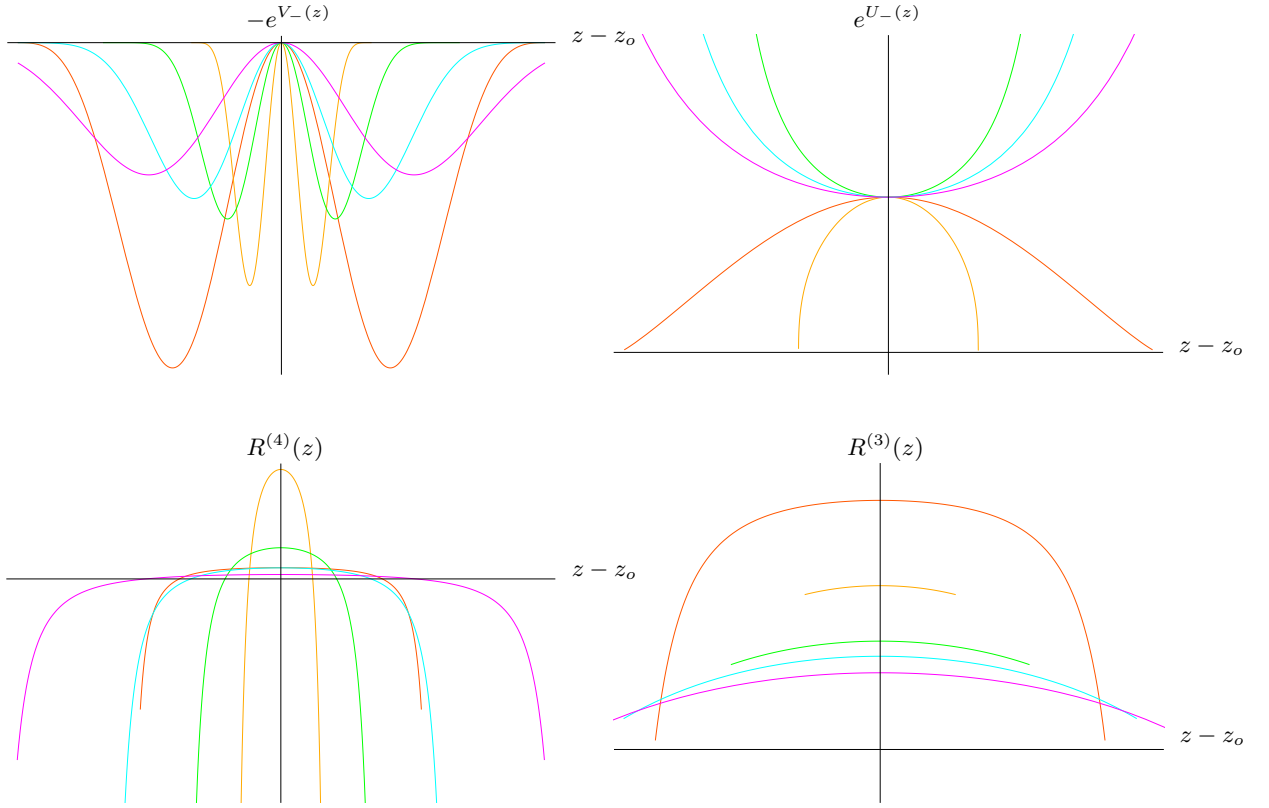 $-e^{V_-(z)}$
$z - z_o$
$e^{U_-(z)}$
$z - z_o$
$R^{(4)}(z)$
$z - z_o$
$R^{(3)}(z)$
$z - z_o$